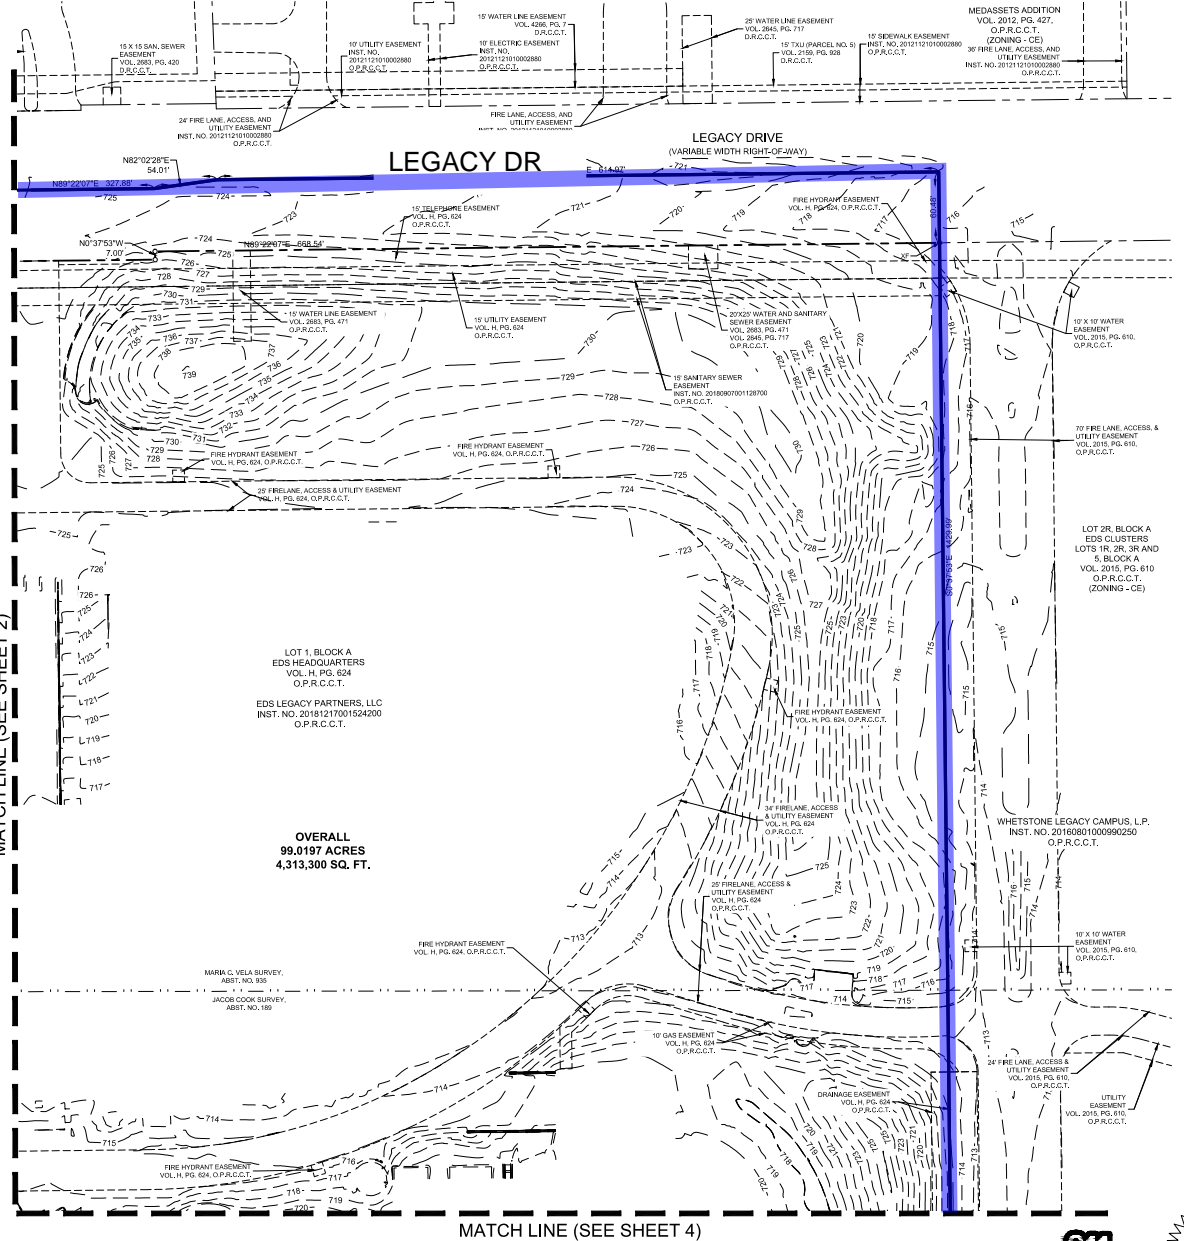 15 X 15 SAN. SEWER
EASEMENT
VOL. 2683, PG. 420
D.R.C.C.T.
10' UTILITY EASEMENT
INST. NO.
20121121010002880
O.P.R.C.C.T.
15' WATER LINE EASEMENT
VOL. 4266, PG. 7
D.R.C.C.T.
10' ELECTRIC EASEMENT
INST. NO.
20121121010002880
O.P.R.C.C.T.
25' WATER LINE EASEMENT
VOL. 2645, PG. 717
D.R.C.C.T.
15' TXU (PARCEL NO. 5)
VOL. 2159, PG. 928
D.R.C.C.T.
15' SIDEWALK EASEMENT
INST. NO. 20121121010002880
O.P.R.C.C.T.
MEDASSETS ADDITION
VOL. 2012, PG. 427,
O.P.R.C.C.T.
(ZONING - CE)
36' FIRE LANE, ACCESS, AND
UTILITY EASEMENT
INST. NO. 20121121010002880
O.P.R.C.C.T.
24' FIRE LANE, ACCESS, AND
UTILITY EASEMENT
INST. NO. 20121121010002880
O.P.R.C.C.T.
FIRE LANE, ACCESS, AND
UTILITY EASEMENT
INST. NO. 20121121010002880
LEGACY DRIVE
(VARIABLE WIDTH RIGHT-OF-WAY)
LEGACY DR
N82°02'28"E
54.01'
N89°22'07"E 327.88'
E 614.97'
60.48'
N0°37'53"W
7.00'
N89°22'07"E 668.54'
15' TELEPHONE EASEMENT
VOL. H, PG. 624
O.P.R.C.C.T.
FIRE HYDRANT EASEMENT
VOL. H, PG. 624, O.P.R.C.C.T.
XF
15' WATER LINE EASEMENT
VOL. 2683, PG. 471
O.P.R.C.C.T.
15' UTILITY EASEMENT
VOL. H, PG. 624
O.P.R.C.C.T.
20'X25' WATER AND SANITARY
SEWER EASEMENT
VOL. 2683, PG. 471
VOL. 2645, PG. 717
O.P.R.C.C.T.
10' X 10' WATER
EASEMENT
VOL. 2015, PG. 610,
O.P.R.C.C.T.
15' SANITARY SEWER
EASEMENT
INST. NO. 20180907001128700
O.P.R.C.C.T.
FIRE HYDRANT EASEMENT
VOL. H, PG. 624, O.P.R.C.C.T.
FIRE HYDRANT EASEMENT
VOL. H, PG. 624, O.P.R.C.C.T.
70' FIRE LANE, ACCESS, &
UTILITY EASEMENT
VOL. 2015, PG. 610,
O.P.R.C.C.T.
25' FIRELANE, ACCESS & UTILITY EASEMENT
VOL. H, PG. 624, O.P.R.C.C.T.
LOT 2R, BLOCK A
EDS CLUSTERS
LOTS 1R, 2R, 3R AND
5, BLOCK A
VOL. 2015, PG. 610
O.P.R.C.C.T.
(ZONING - CE)
MATCH LINE (SEE SHEET 2)
LOT 1, BLOCK A
EDS HEADQUARTERS
VOL. H, PG. 624
O.P.R.C.C.T.
EDS LEGACY PARTNERS, LLC
INST. NO. 20181217001524200
O.P.R.C.C.T.
FIRE HYDRANT EASEMENT
VOL. H, PG. 624, O.P.R.C.C.T.
OVERALL
99.0197 ACRES
4,313,300 SQ. FT.
34' FIRELANE, ACCESS
& UTILITY EASEMENT
VOL. H, PG. 624
O.P.R.C.C.T.
WHETSTONE LEGACY CAMPUS, L.P.
INST. NO. 20160801000990250
O.P.R.C.C.T.
25' FIRELANE, ACCESS &
UTILITY EASEMENT
VOL. H, PG. 624
O.P.R.C.C.T.
FIRE HYDRANT EASEMENT
VOL. H, PG. 624, O.P.R.C.C.T.
10' X 10' WATER
EASEMENT
VOL. 2015, PG. 610,
O.P.R.C.C.T.
MARIA C. VELA SURVEY,
ABST. NO. 935
JACOB COOK SURVEY,
ABST. NO. 189
10' GAS EASEMENT
VOL. H, PG. 624
O.P.R.C.C.T.
24' FIRE LANE, ACCESS &
UTILITY EASEMENT
VOL. 2015, PG. 610,
O.P.R.C.C.T.
DRAINAGE EASEMENT
VOL. H, PG. 624
O.P.R.C.C.T.
UTILITY
EASEMENT
VOL. 2015, PG. 610,
O.P.R.C.C.T.
FIRE HYDRANT EASEMENT
VOL. H, PG. 624, O.P.R.C.C.T.
MATCH LINE (SEE SHEET 4)